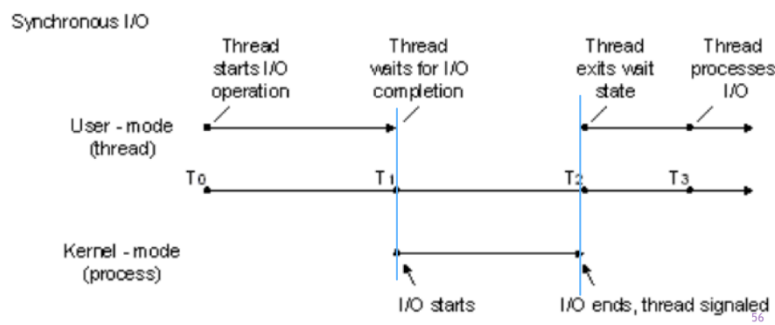 Synchronous I/O
Thread
starts I/O
operation
Thread
waits for I/O
completion
Thread
exits wait
state
Thread
processes
I/O
User - mode
(thread)
T0
T1
T2
T3
Kernel - mode
(process)
I/O starts
I/O ends, thread signaled
56